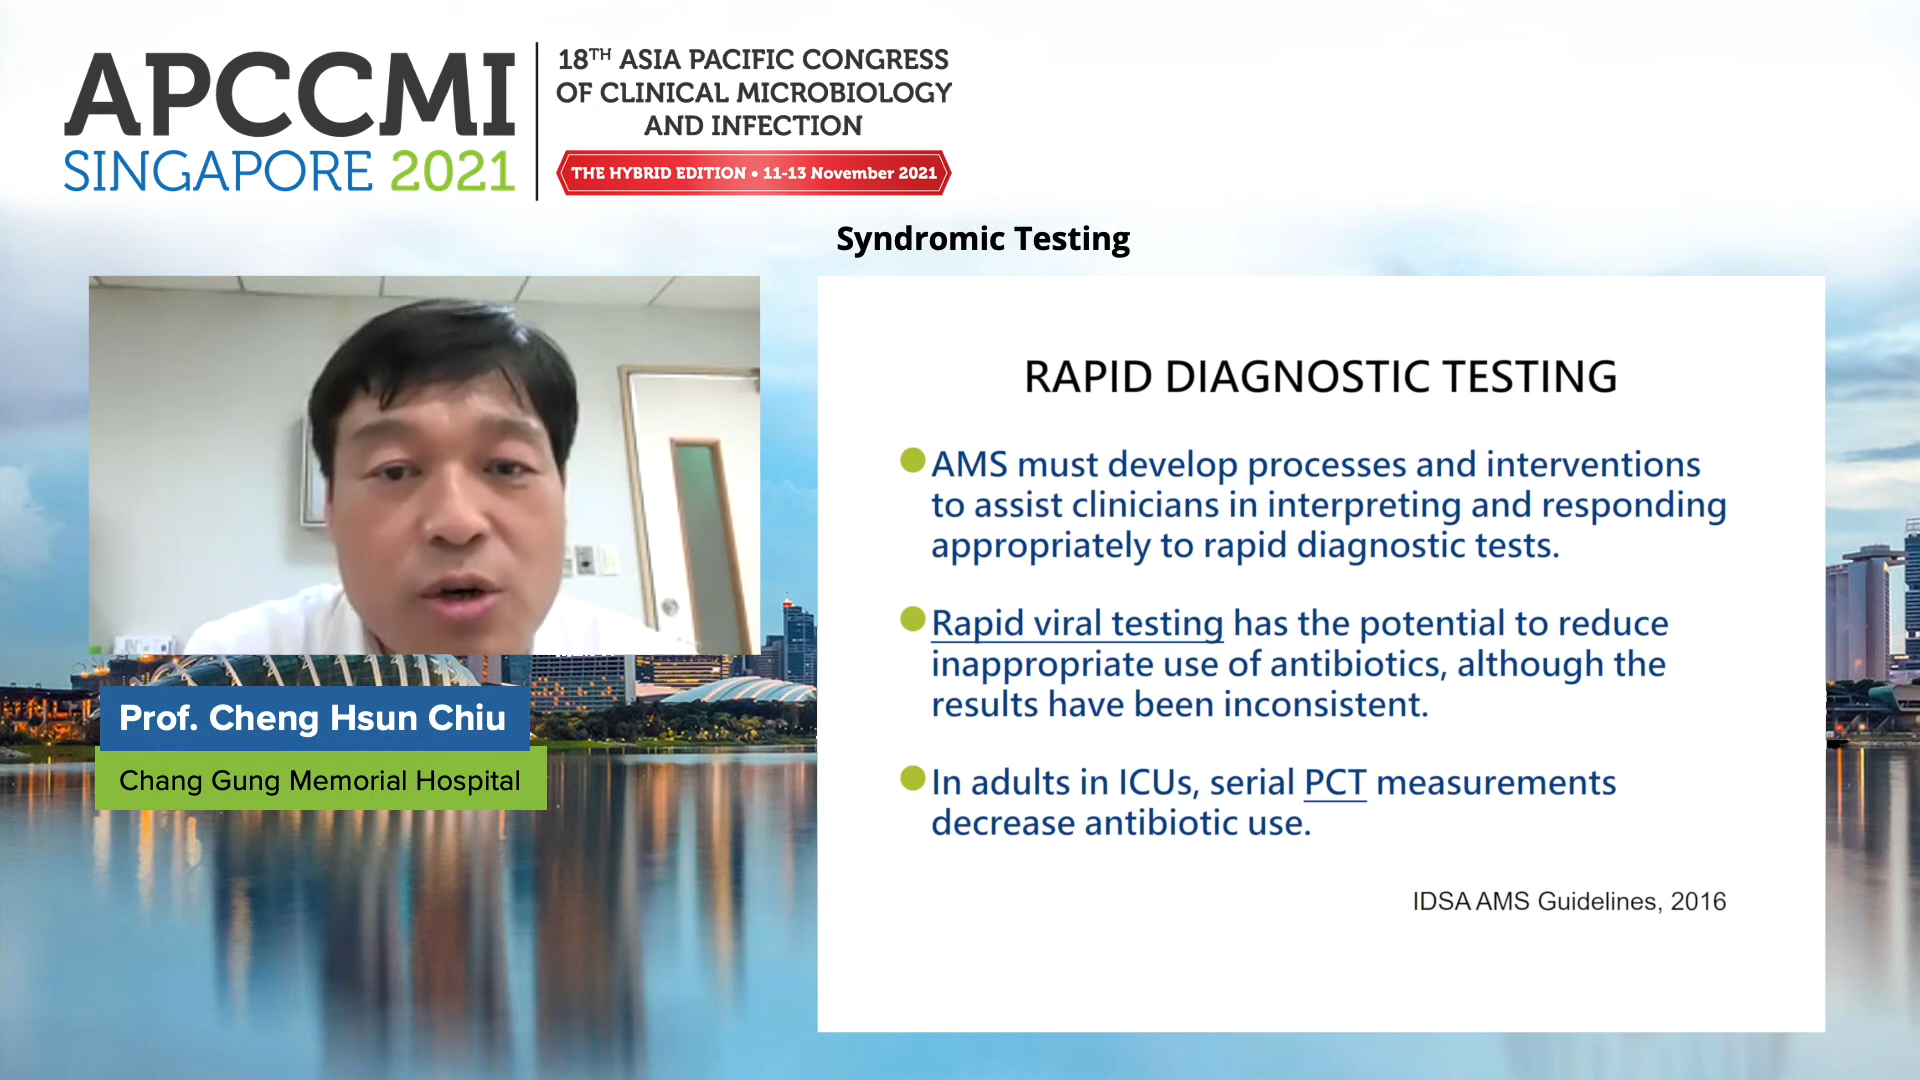 APCCMI
SINGAPORE 2021
18TH ASIA PACIFIC CONGRESS
OF CLINICAL MICROBIOLOGY
AND INFECTION
THE HYBRID EDITION • 11-13 November 2021
Syndromic Testing
Prof. Cheng Hsun Chiu
Chang Gung Memorial Hospital
RAPID DIAGNOSTIC TESTING
AMS must develop processes and interventions
to assist clinicians in interpreting and responding
appropriately to rapid diagnostic tests.
Rapid viral testing has the potential to reduce
inappropriate use of antibiotics, although the
results have been inconsistent.
In adults in ICUs, serial PCT measurements
decrease antibiotic use.
IDSA AMS Guidelines, 2016